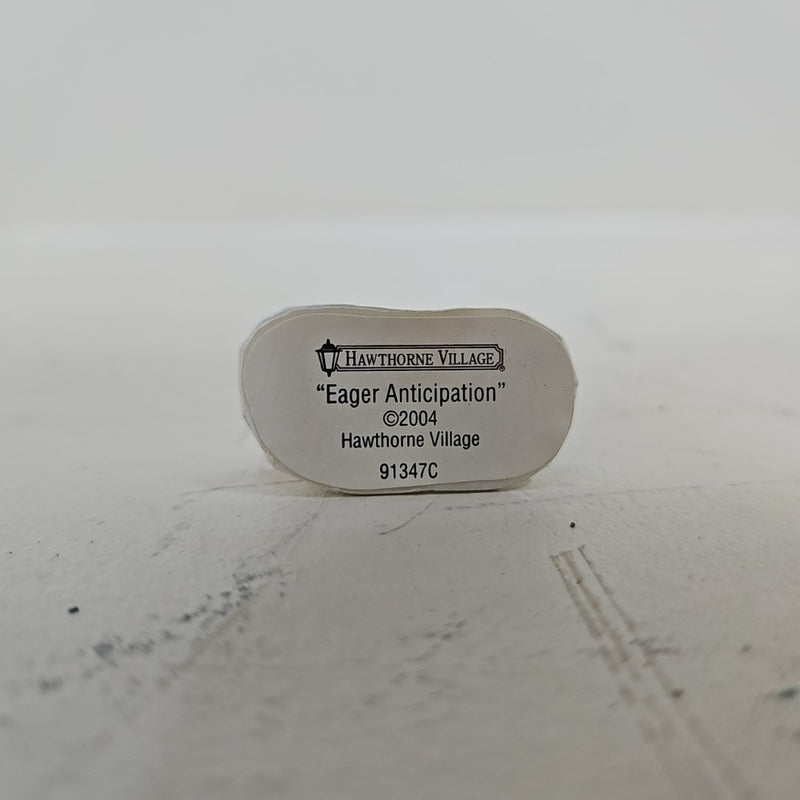 HAWTHORNE VILLAGE®
“Eager Anticipation”
©2004
Hawthorne Village
91347C